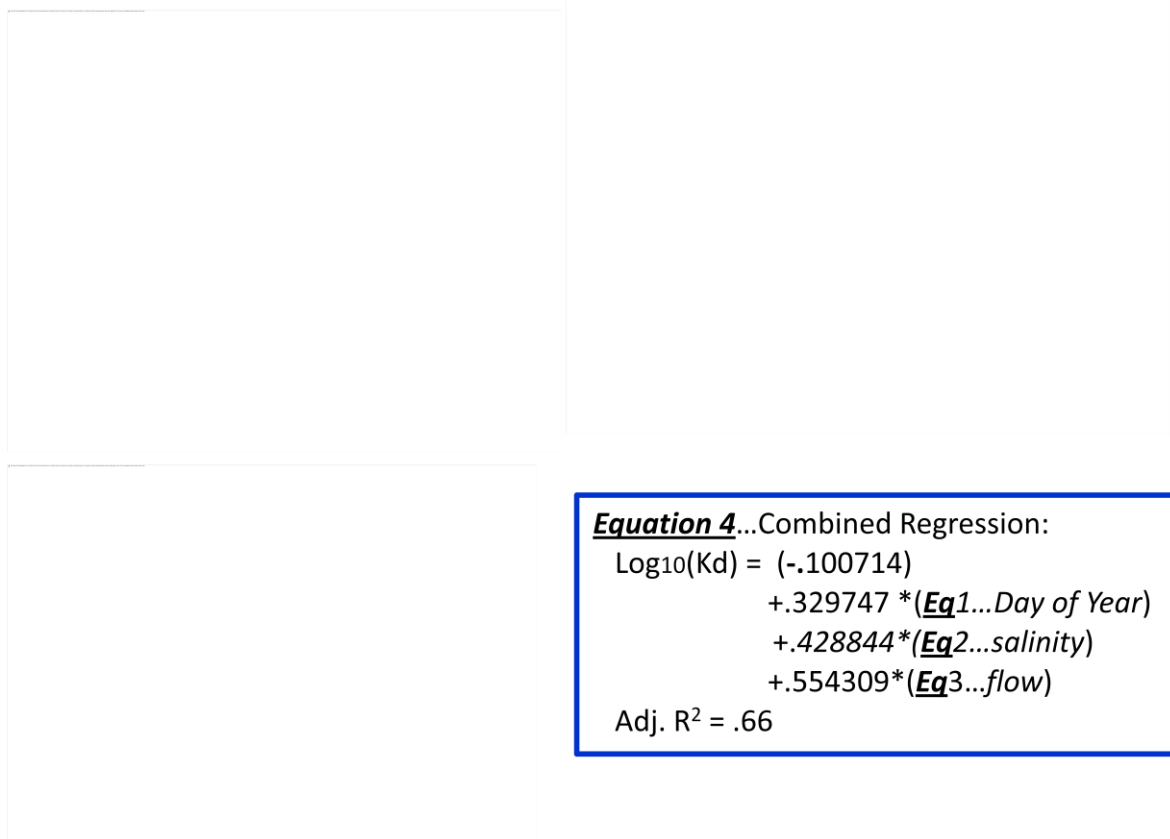 Equation 4…Combined Regression:
Log10(Kd) = (-.100714)
+.329747 *(Eq1…Day of Year)
+.428844*(Eq2…salinity)
+.554309*(Eq3…flow)
Adj. R² = .66